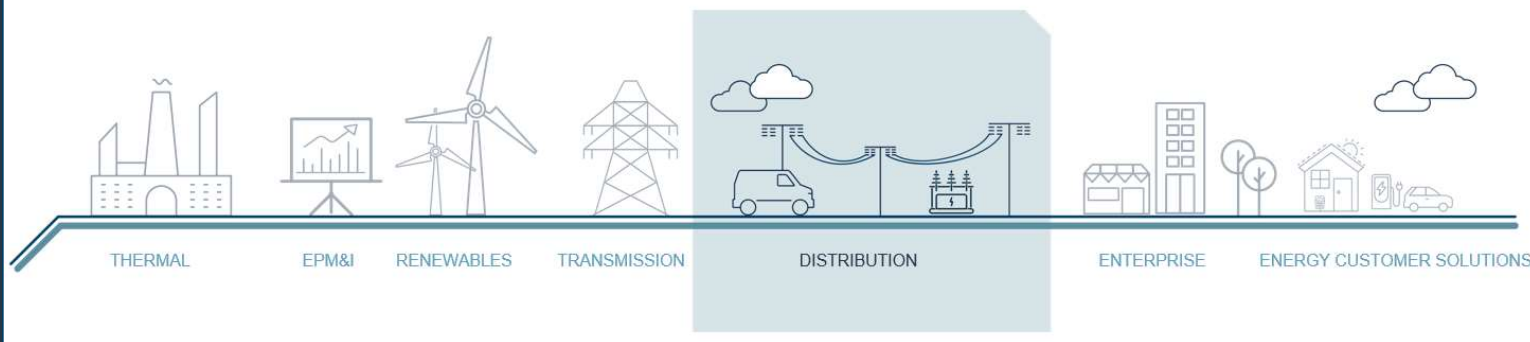 THERMAL
EPM&I
RENEWABLES
TRANSMISSION
DISTRIBUTION
ENTERPRISE
ENERGY CUSTOMER SOLUTIONS